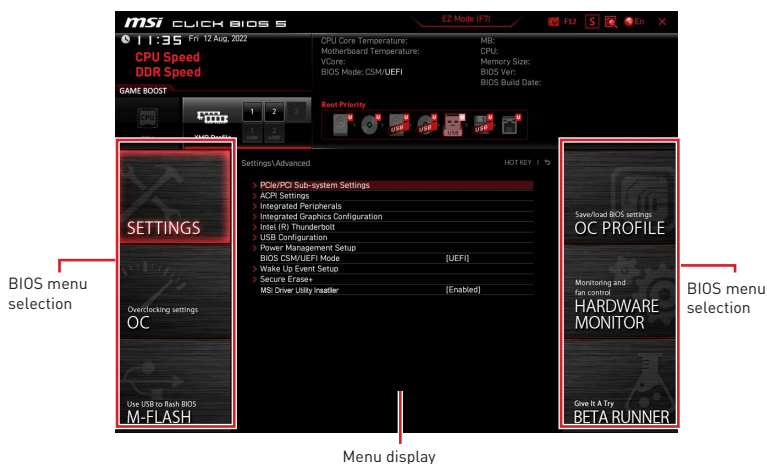 msi CLICK BIOS 5
EZ Mode (F7)
F12 S En X
11:35 Fri 12 Aug, 2022
CPU Speed
DDR Speed
CPU Core Temperature:
Motherboard Temperature:
VCore:
BIOS Mode: CSM/UEFI
MB:
CPU:
Memory Size:
BIOS Ver:
BIOS Build Date:
GAME BOOST
CPU
XMP Profile
1 2 3
1 2
Boot Priority
U U U U U U
USB USB USB USB
Settings\Advanced
HOT KEY
PCIe/PCI Sub-system Settings
ACPI Settings
Integrated Peripherals
Integrated Graphics Configuration
Intel (R) Thunderbolt
USB Configuration
Power Management Setup
BIOS CSM/UEFI Mode [UEFI]
Wake Up Event Setup
Secure Erase+
MSI Driver Utility Insatller [Enabled]
SETTINGS
Overclocking settings
OC
Use USB to flash BIOS
M-FLASH
Save/load BIOS settings
OC PROFILE
Monitoring and
fan control
HARDWARE
MONITOR
Give It A Try
BETA RUNNER
BIOS menu
selection
BIOS menu
selection
Menu display